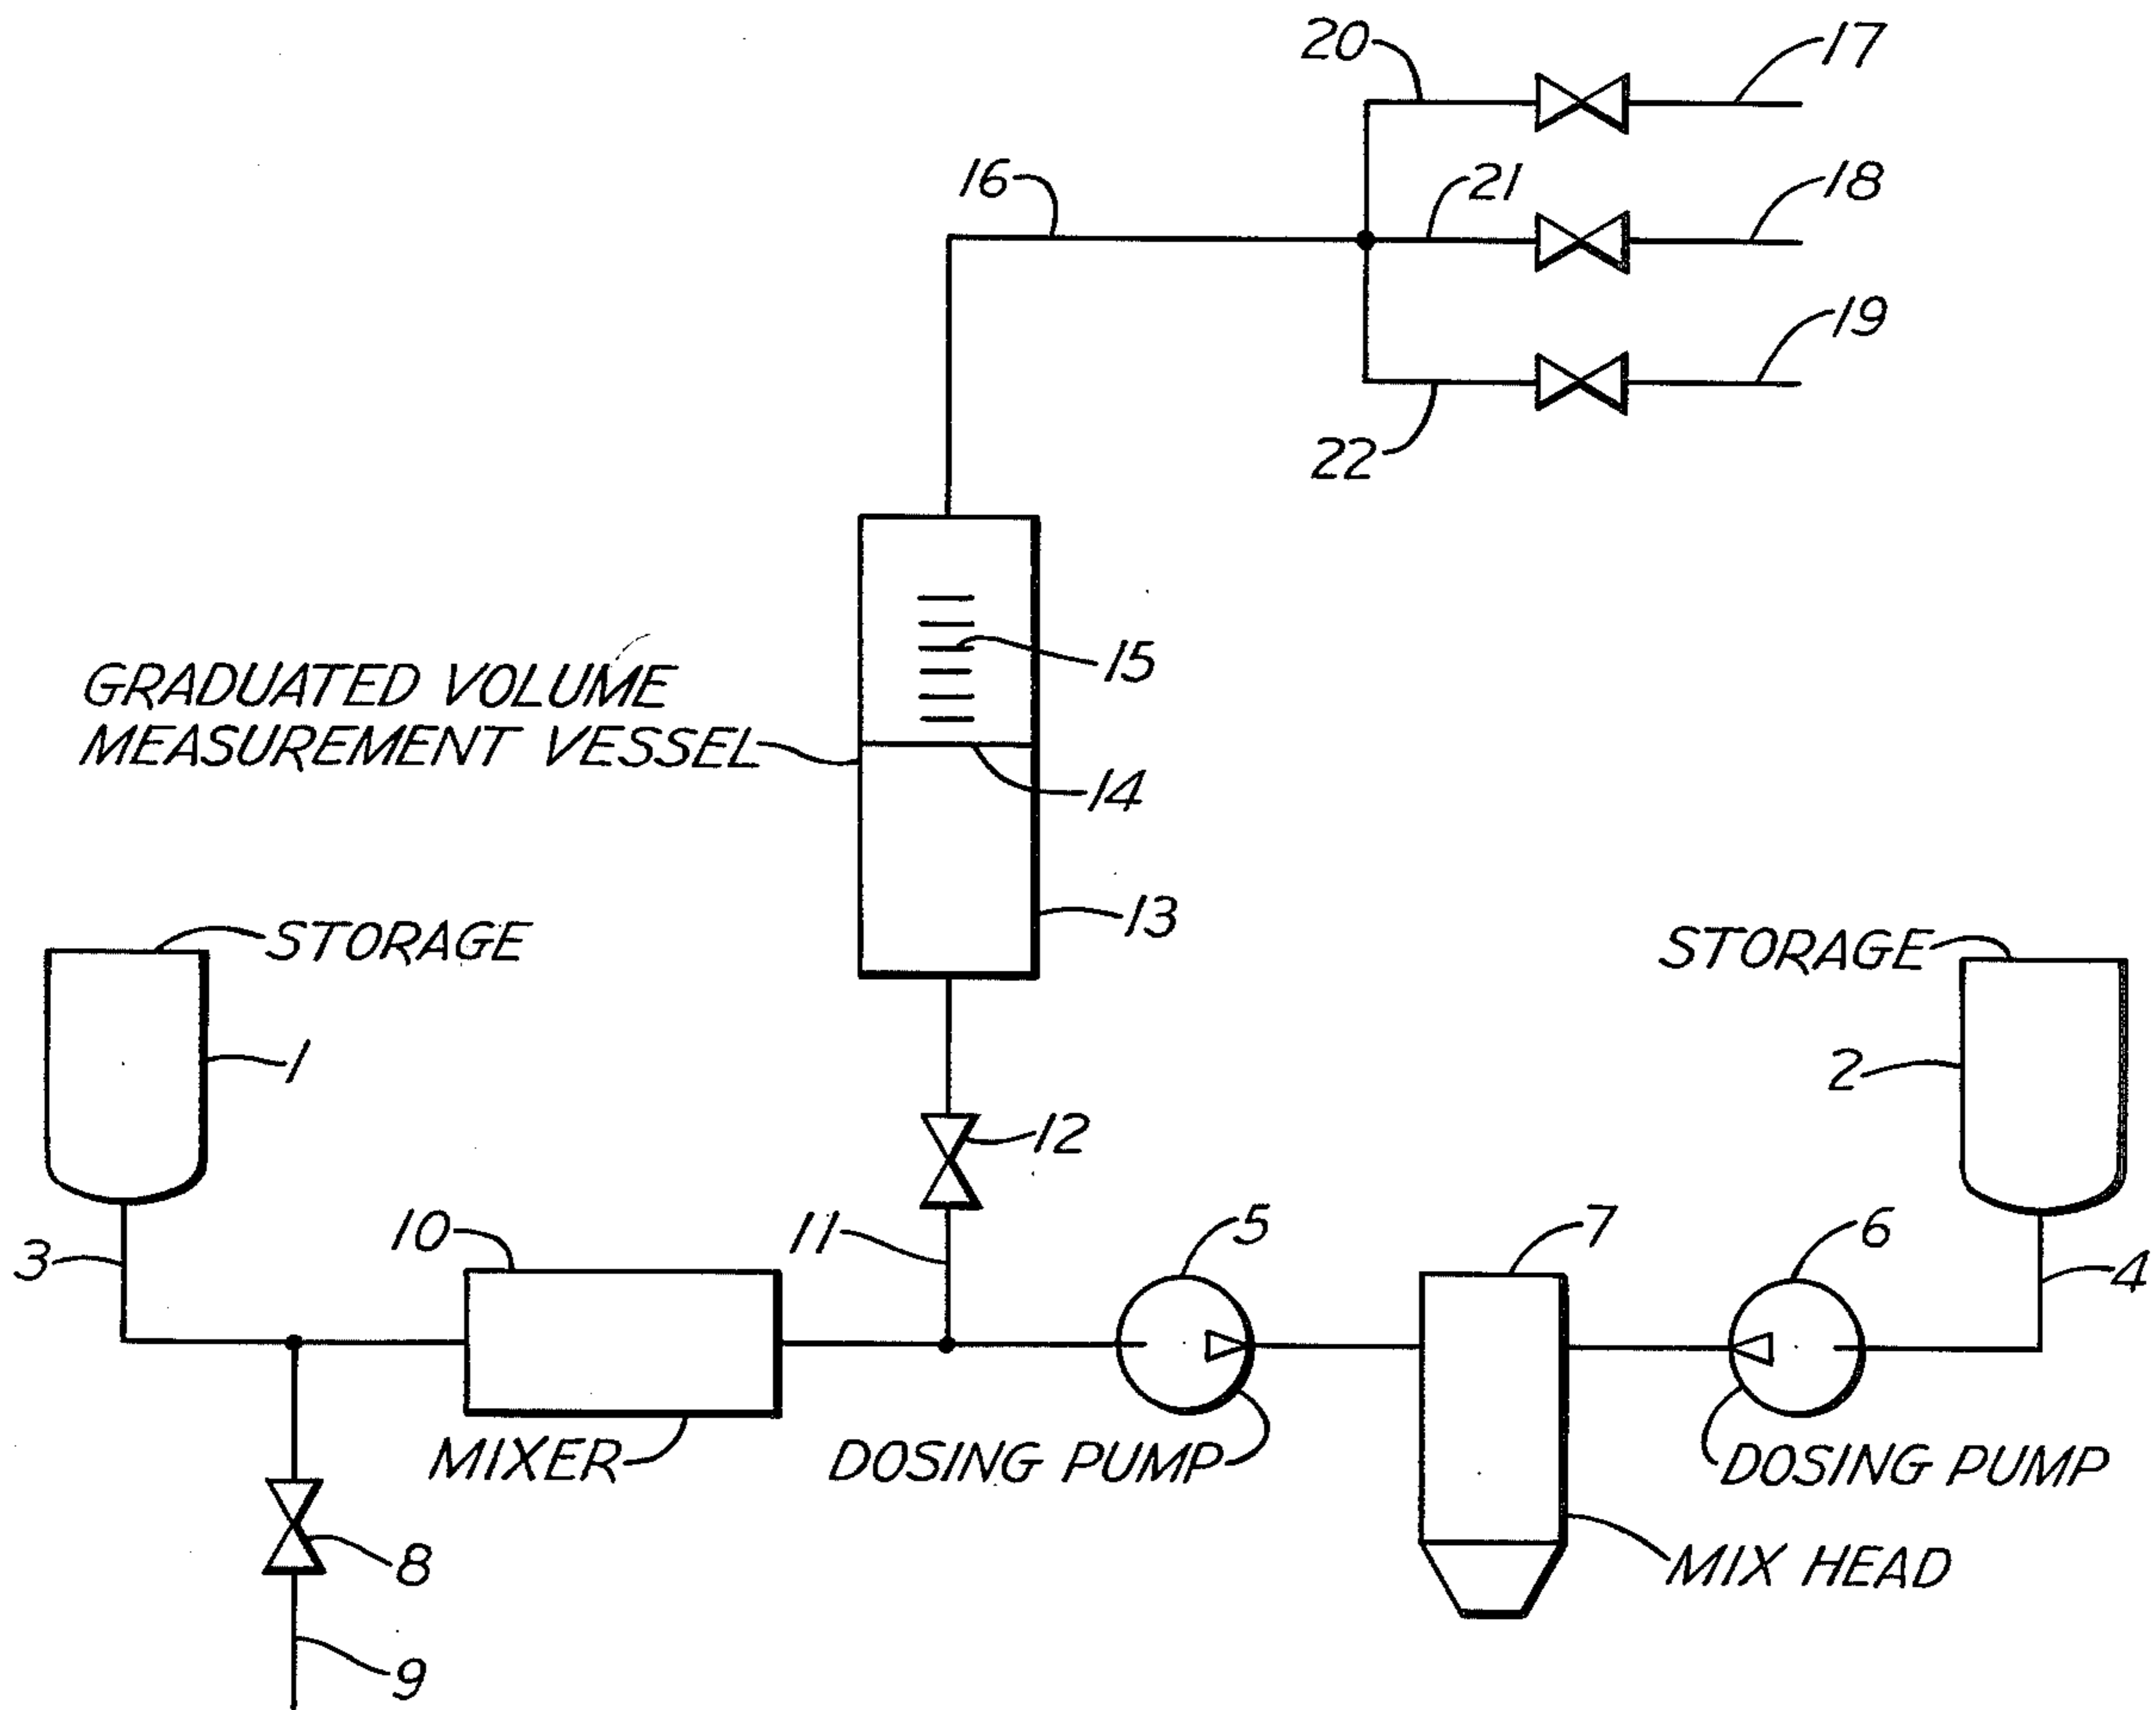 20
17
16
21
18
19
22
15
GRADUATED VOLUME
MEASUREMENT VESSEL
14
13
STORAGE
STORAGE
1
2
12
10
11
5
7
6
3
4
MIXER
DOSING PUMP
DOSING PUMP
8
MIX HEAD
9